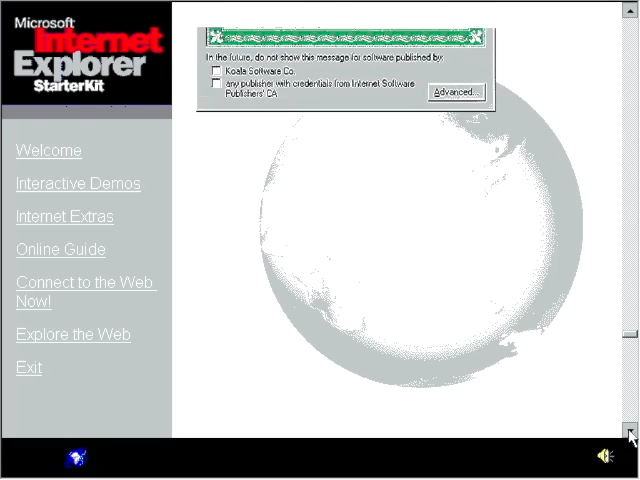 Microsoft
Internet
Explorer
StarterKit
Welcome
Interactive Demos
Internet Extras
Online Guide
Connect to the Web
Now!
Explore the Web
Exit
In the future, do not show this message for software published by:
Koala Software Co.
any publisher with credentials from Internet Software
Publishers' CA
Advanced...